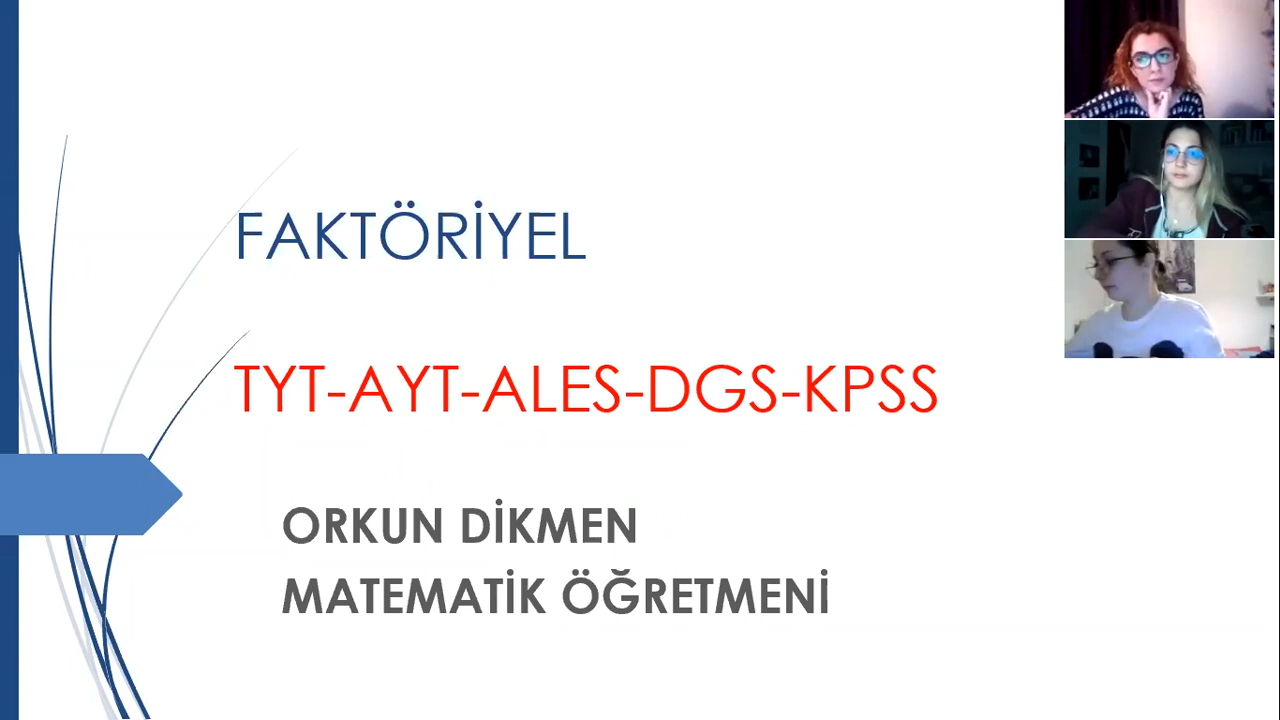 FAKTÖRİYEL
TYT-AYT-ALES-DGS-KPSS
ORKUN DİKMEN
MATEMATİK ÖĞRETMENİ